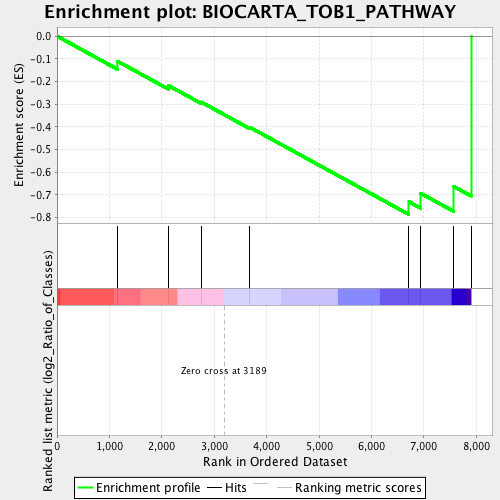 Enrichment plot: BIOCARTA_TOB1_PATHWAY
Enrichment score (ES)
0.0
-0.1
-0.2
-0.3
-0.4
-0.5
-0.6
-0.7
-0.8
Ranked list metric (log2_Ratio_of_Classes)
Zero cross at 3189
0 1,000 2,000 3,000 4,000 5,000 6,000 7,000 8,000
Rank in Ordered Dataset
Enrichment profile Hits Ranking metric scores